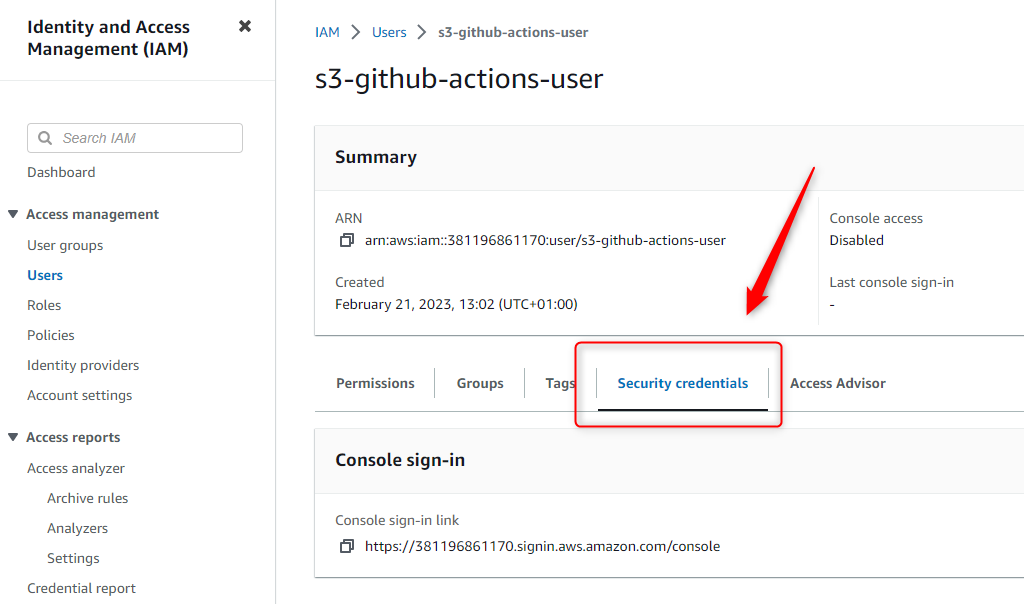 Identity and Access
Management (IAM)
Search IAM
Dashboard
Access management
User groups
Users
Roles
Policies
Identity providers
Account settings
Access reports
Access analyzer
Archive rules
Analyzers
Settings
Credential report
IAM > Users > s3-github-actions-user
s3-github-actions-user
Summary
ARN
arn:aws:iam::381196861170:user/s3-github-actions-user
Created
February 21, 2023, 13:02 (UTC+01:00)
Console access
Disabled
Last console sign-in
-
Permissions Groups Tags Security credentials Access Advisor
Console sign-in
Console sign-in link
https://381196861170.signin.aws.amazon.com/console